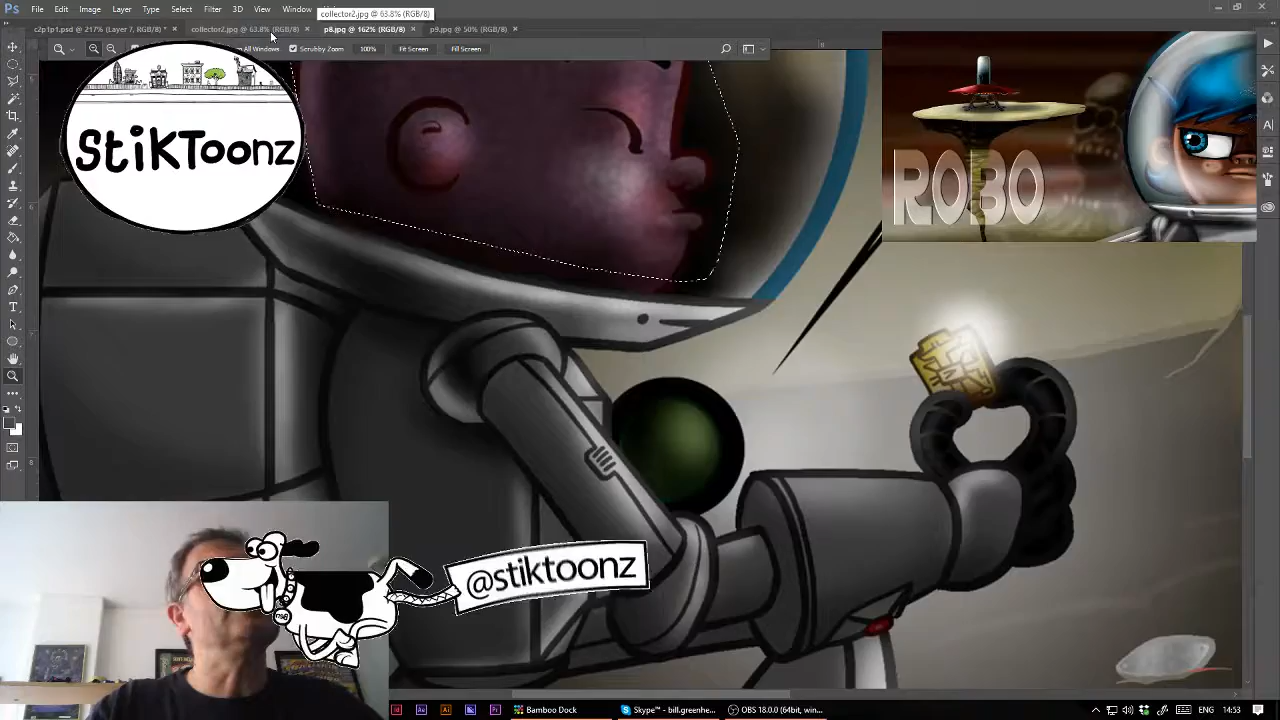 Ps File Edit Image Layer Type Select Filter 3D View Window
collector2.jpg @ 63.8% (RGB/8)
c2p1p1.psd @ 217% (Layer 7, RGB/8) * × collector2.jpg @ 63.8% (RGB/8) × p8.jpg @ 162% (RGB/8) × p9.jpg @ 50% (RGB/8) ×
All Windows Scrubby Zoom 100% Fit Screen Fill Screen
StikToonz
ROBO
@stiktoonz
Bamboo Dock Skype™ - bill.greenhe... OBS 18.0.0 (64bit, win... ENG 14:53